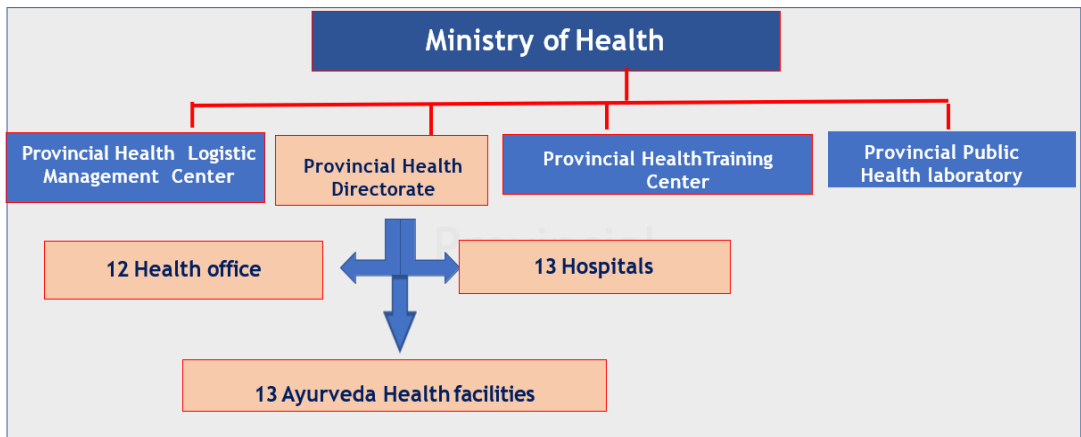 Ministry of Health
Provincial Health Logistic
Management Center
Provincial Health
Directorate
Provincial HealthTraining
Center
Provincial Public
Health laboratory
Provincial
12 Health office
13 Hospitals
13 Ayurveda Health facilities